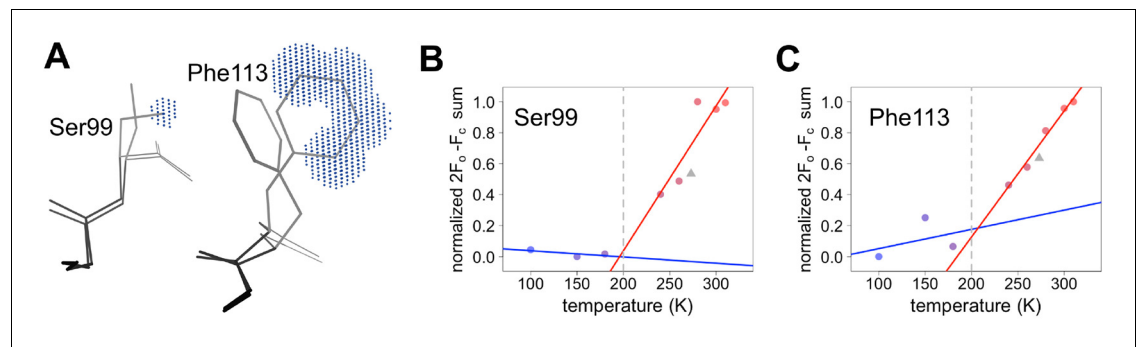 A
Ser99
Phe113
B
normalized 2Fo -Fc sum
1.0
0.8
0.6
0.4
0.2
0.0
Ser99
100 150 200 250 300
temperature (K)
C
normalized 2Fo -Fc sum
1.0
0.8
0.6
0.4
0.2
0.0
Phe113
100 150 200 250 300
temperature (K)